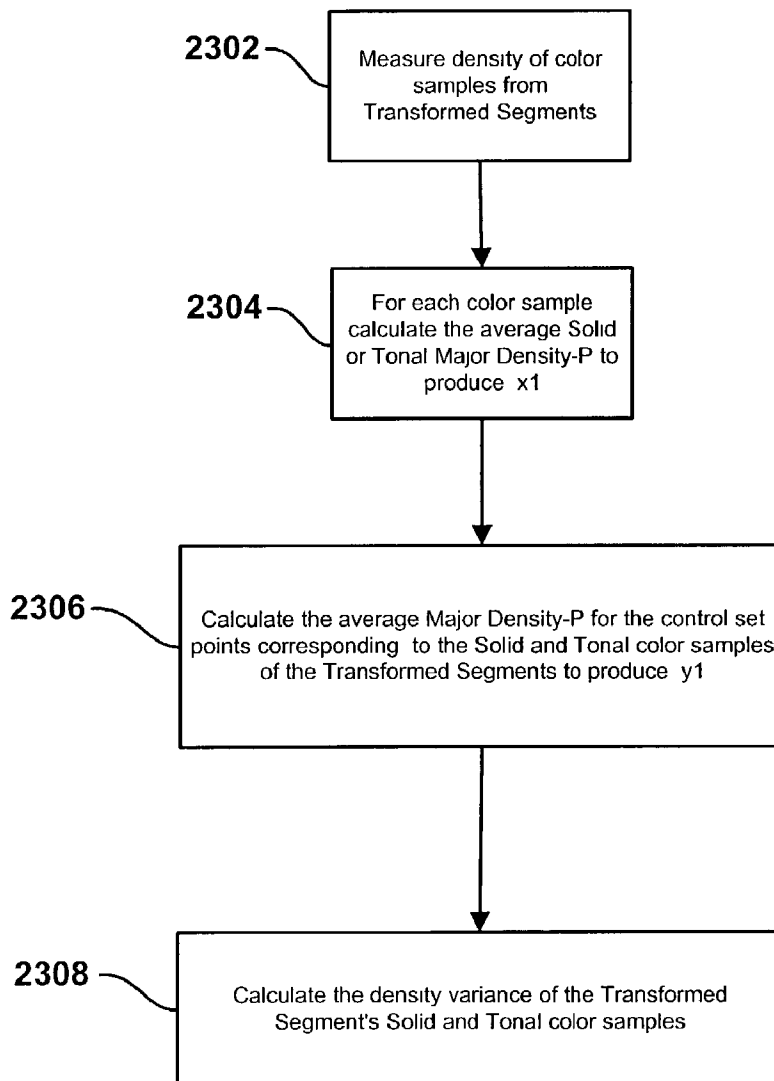 2302
Measure density of color
samples from
Transformed Segments
2304
For each color sample
calculate the average Solid
or Tonal Major Density-P to
produce x1
2306
Calculate the average Major Density-P for the control set
points corresponding to the Solid and Tonal color samples
of the Transformed Segments to produce y1
2308
Calculate the density variance of the Transformed
Segment's Solid and Tonal color samples